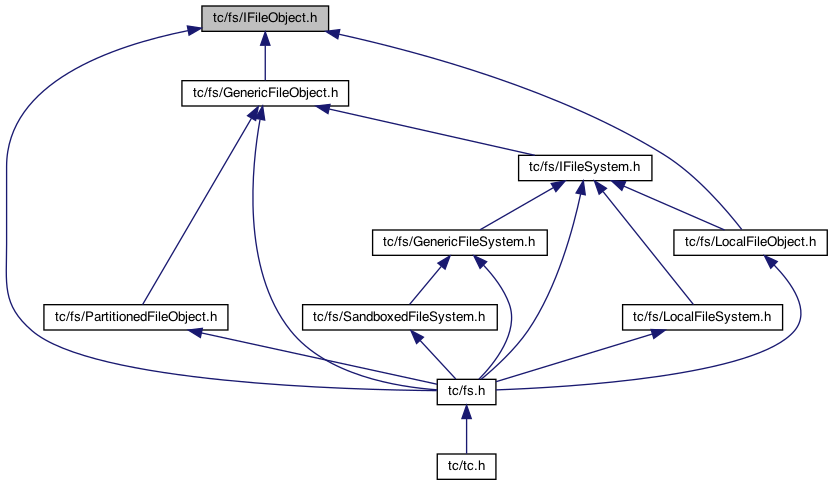 tc/fs/IFileObject.h
tc/fs/GenericFileObject.h
tc/fs/IFileSystem.h
tc/fs/GenericFileSystem.h
tc/fs/LocalFileObject.h
tc/fs/PartitionedFileObject.h
tc/fs/SandboxedFileSystem.h
tc/fs/LocalFileSystem.h
tc/fs.h
tc/tc.h